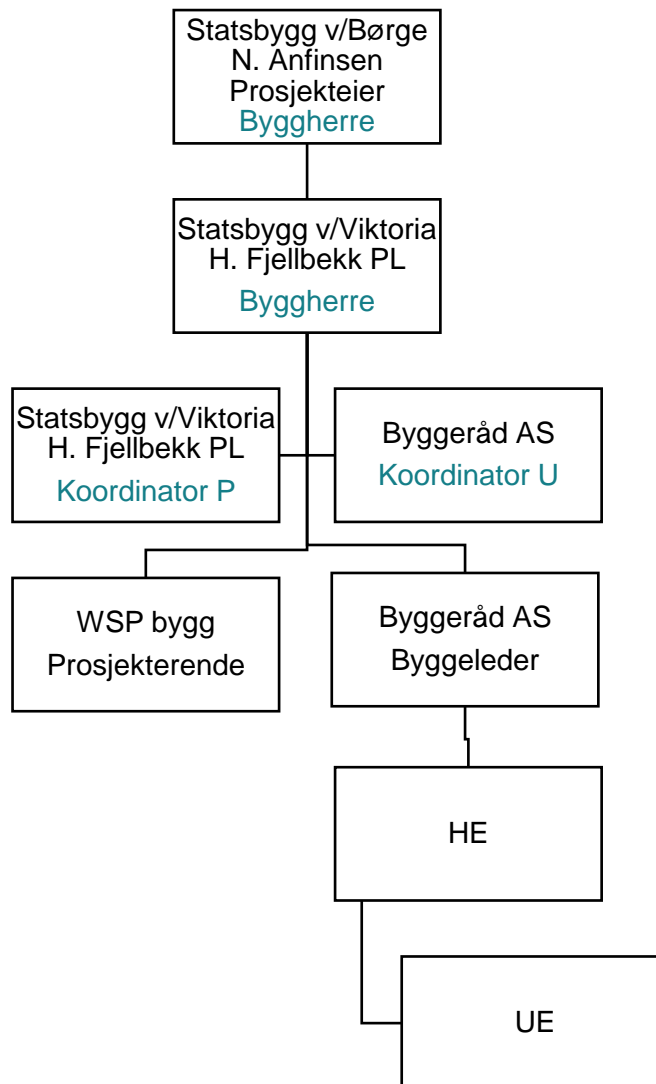 Statsbygg v/Børge
N. Anfinsen
Prosjekteier
Byggherre
Statsbygg v/Viktoria
H. Fjellbekk PL
Byggherre
Statsbygg v/Viktoria
H. Fjellbekk PL
Koordinator P
Byggeråd AS
Koordinator U
WSP bygg
Prosjekterende
Byggeråd AS
Byggeleder
HE
UE